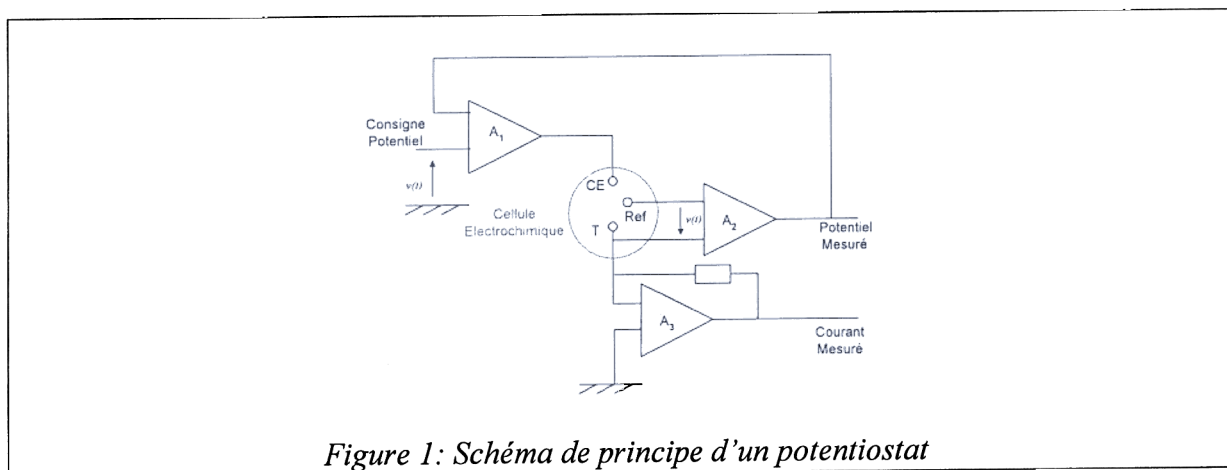 Consigne
Potentiel
v(t)
A1
CE
Ref
T
Cellule
Electrochimique
v(t)
A2
Potentiel
Mesuré
A3
Courant
Mesuré
Figure 1: Schéma de principe d'un potentiostat